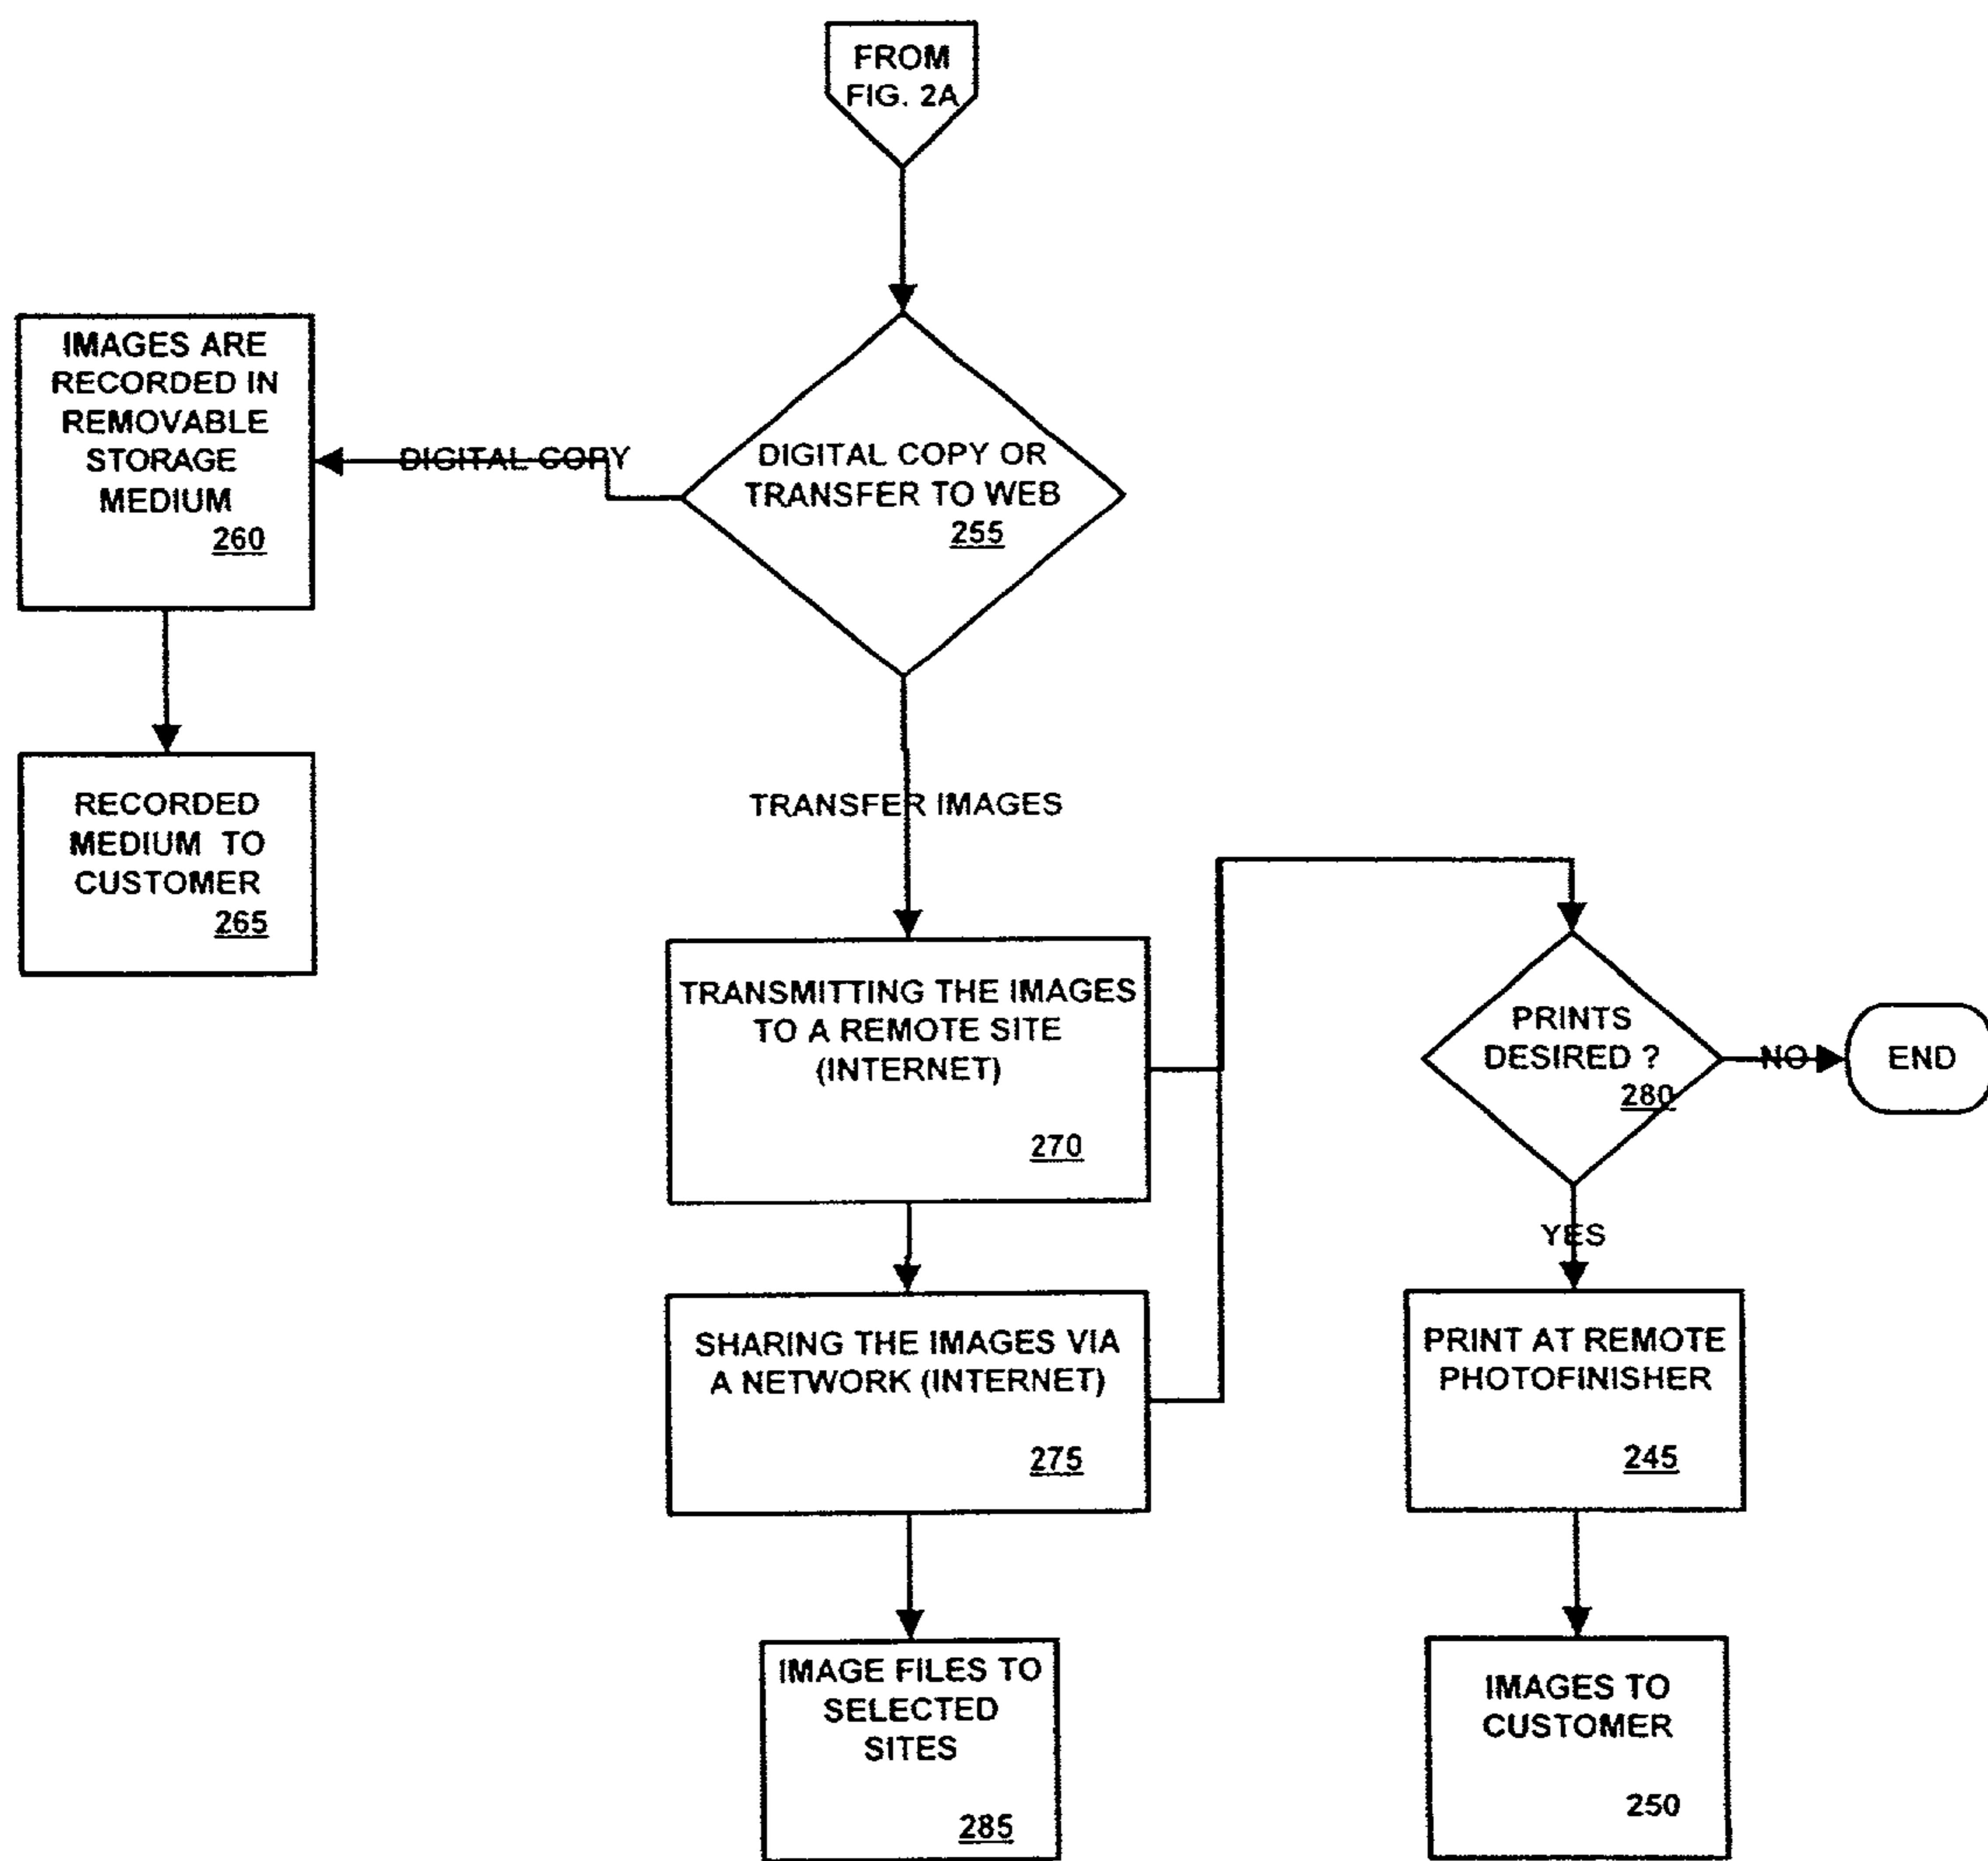 FROM
FIG. 2A
DIGITAL COPY OR
TRANSFER TO WEB
255
DIGITAL COPY
IMAGES ARE
RECORDED IN
REMOVABLE
STORAGE
MEDIUM
260
RECORDED
MEDIUM TO
CUSTOMER
265
TRANSFER IMAGES
TRANSMITTING THE IMAGES
TO A REMOTE SITE
(INTERNET)
270
SHARING THE IMAGES VIA
A NETWORK (INTERNET)
275
IMAGE FILES TO
SELECTED
SITES
285
PRINTS
DESIRED ?
280
NO
END
YES
PRINT AT REMOTE
PHOTOFINISHER
245
IMAGES TO
CUSTOMER
250